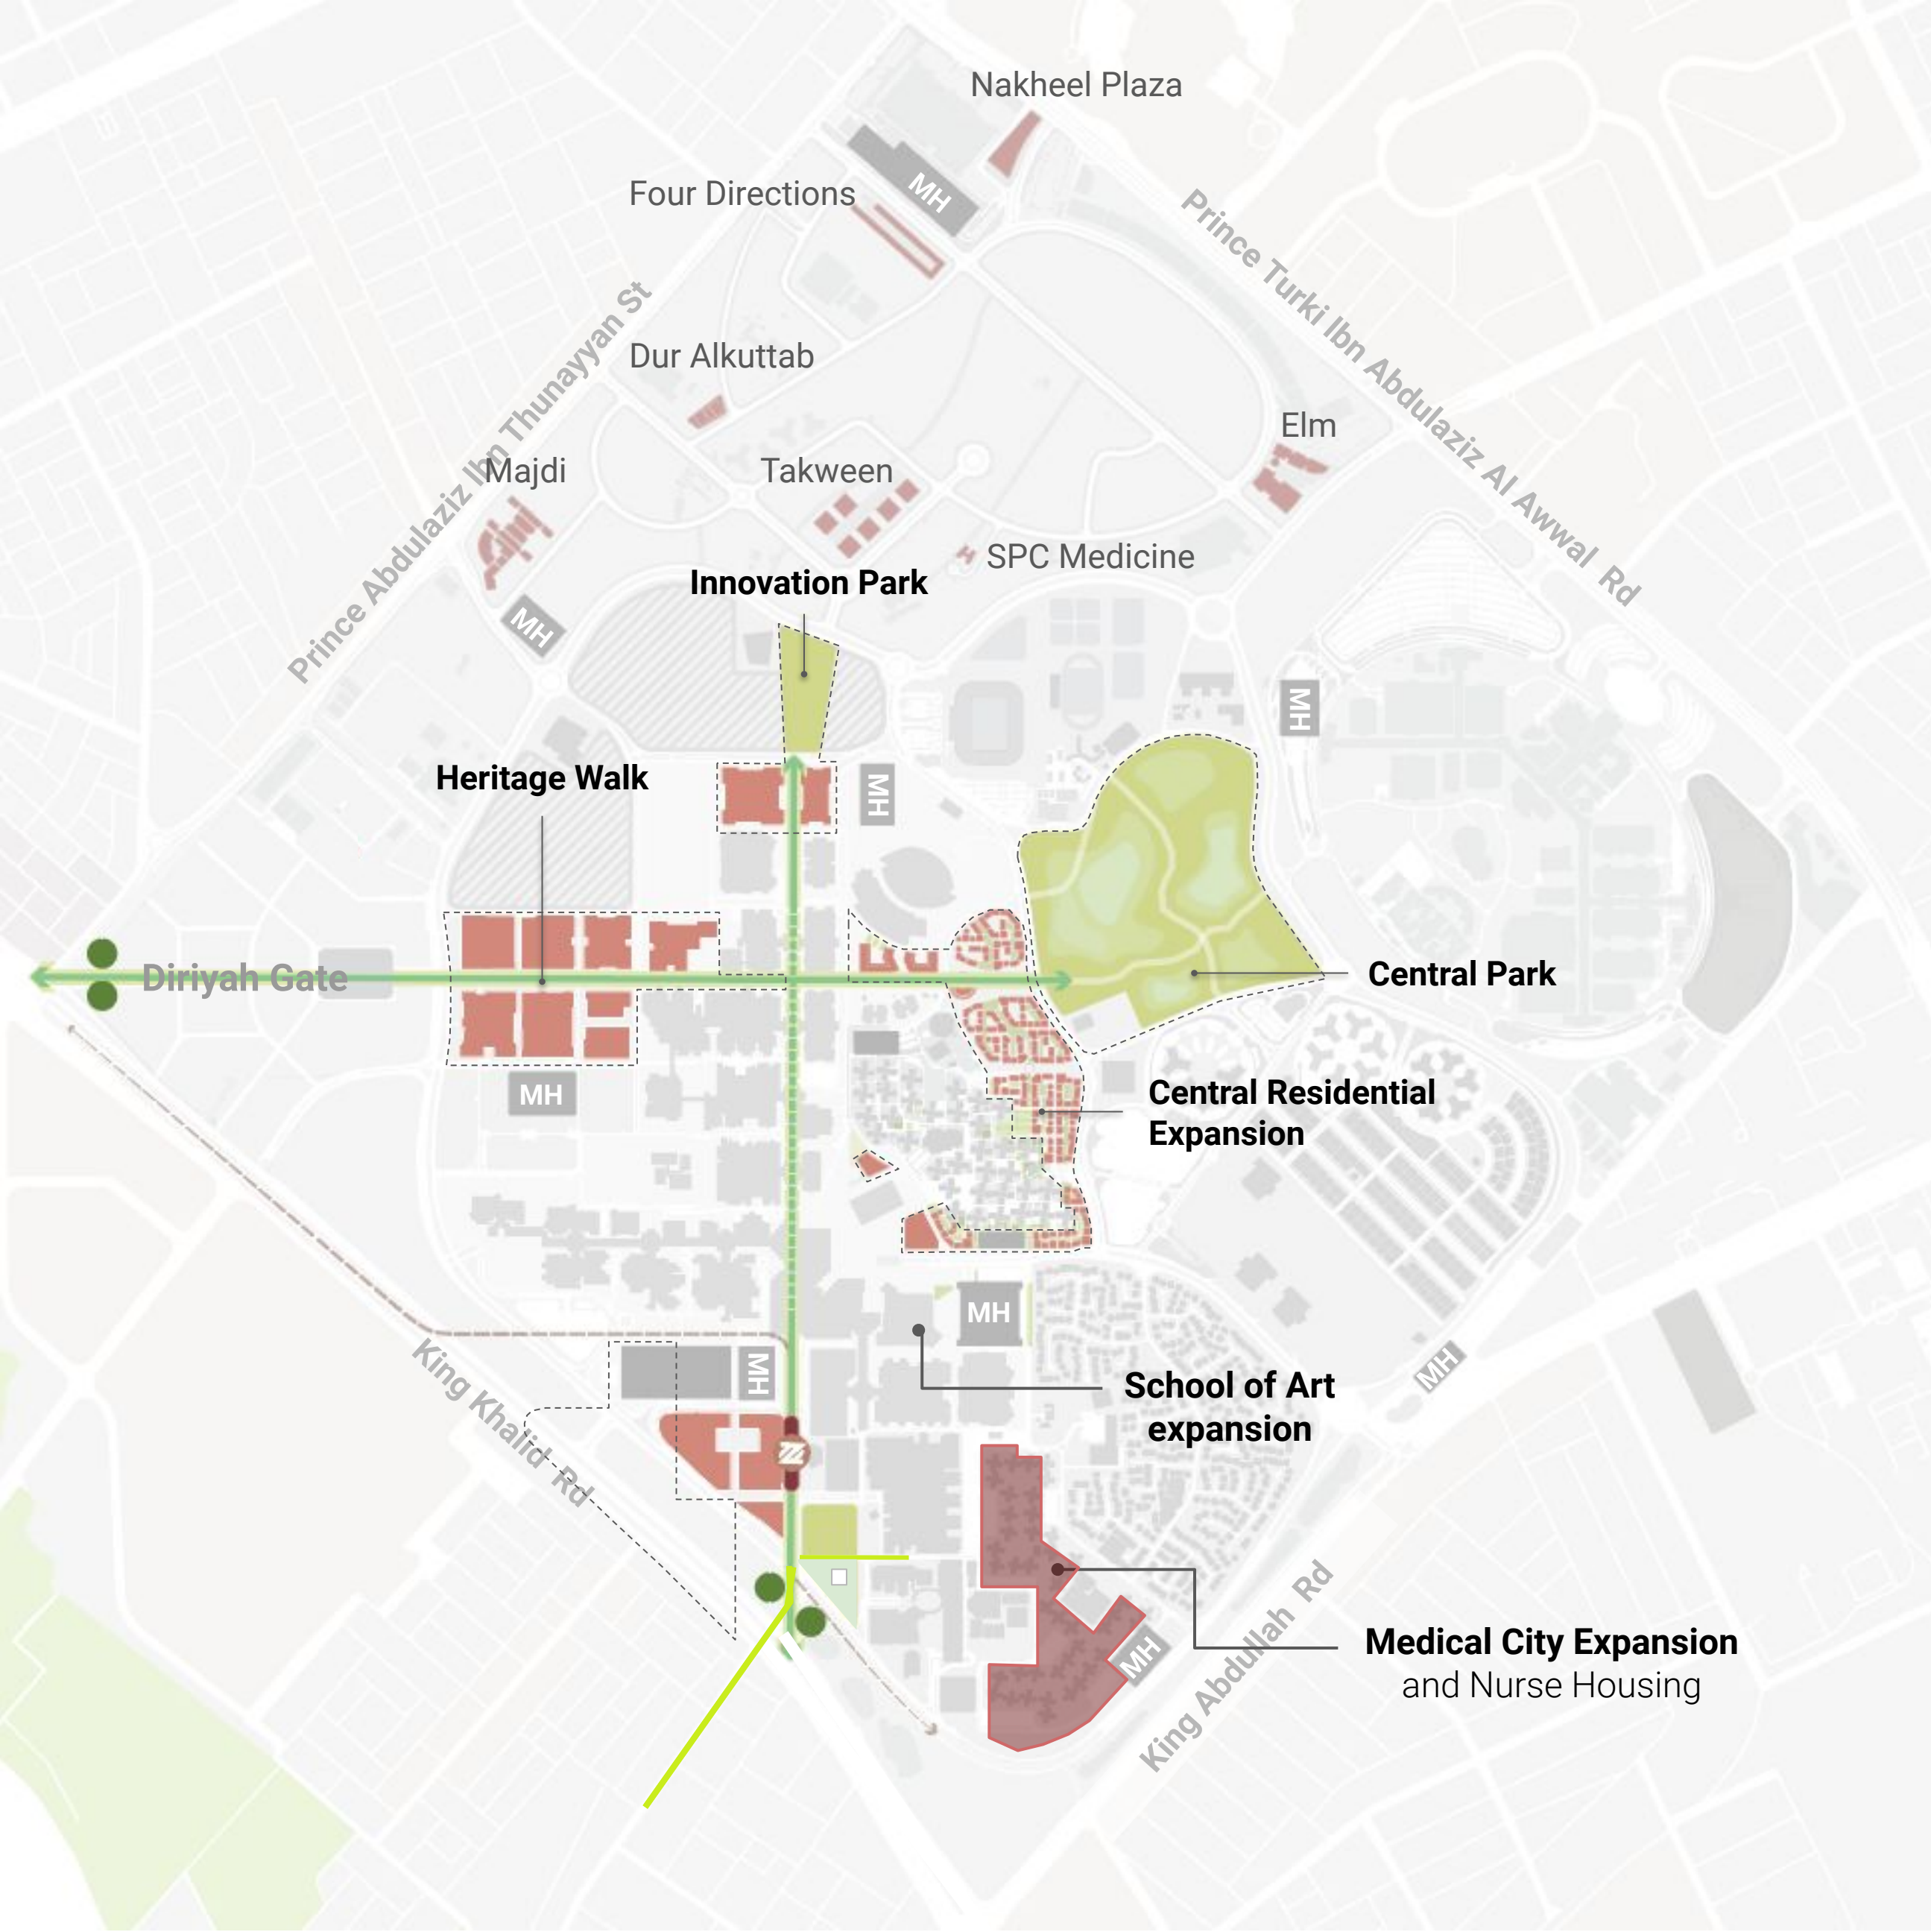 Nakheel Plaza
MH
Four Directions
Prince Turki Ibn Abdulaziz Al Awwal Rd
Prince Abdulaziz Ibn Thunayyan St
Dur Alkuttab
Elm
Majdi
Takween
SPC Medicine
Innovation Park
MH
MH
Heritage Walk
MH
Diriyah Gate
Central Park
MH
Central Residential
Expansion
MH
King Khalid Rd
MH
MH
School of Art
expansion
Medical City Expansion
and Nurse Housing
MH
King Abdullah Rd